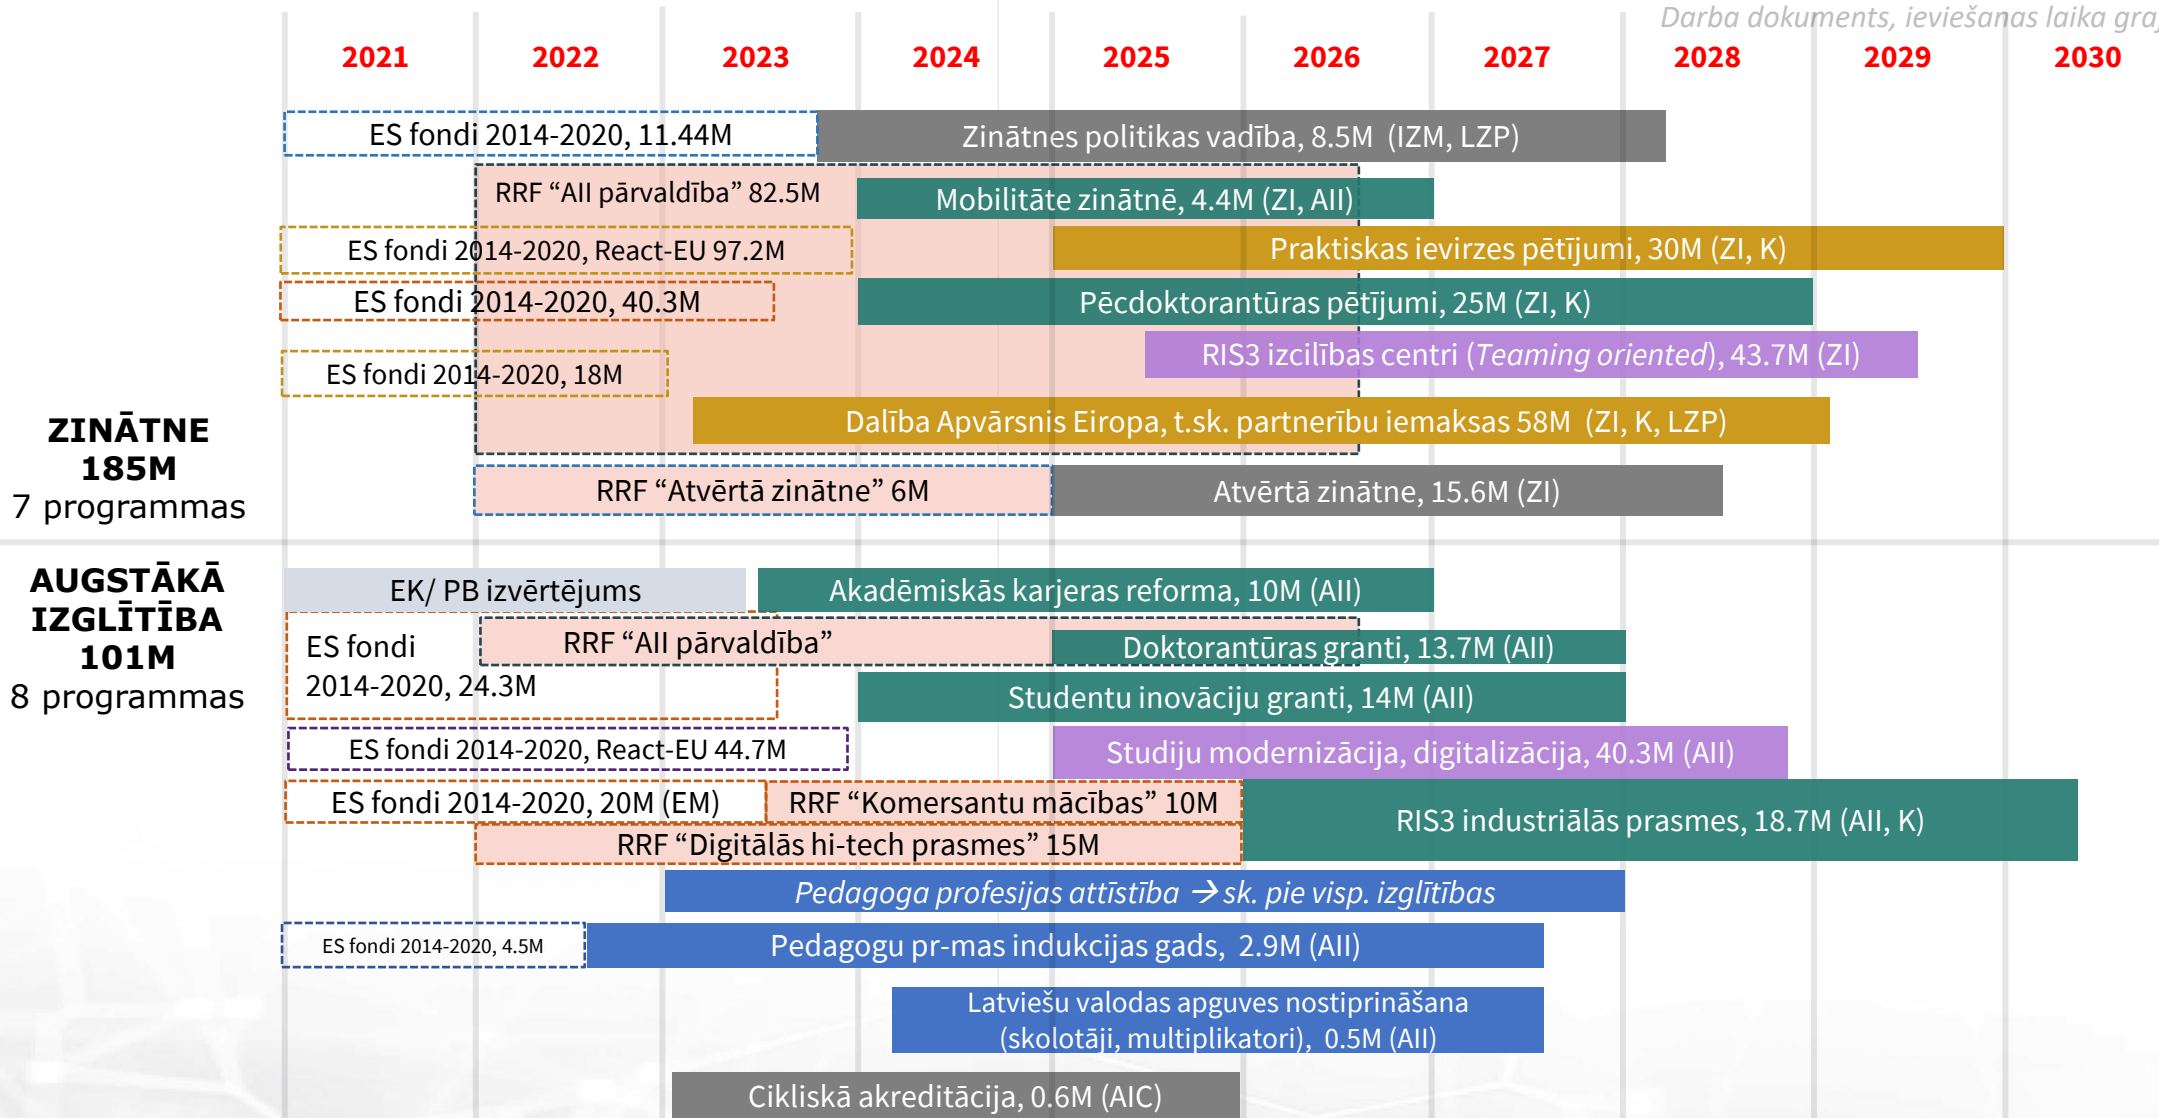 Darba dokuments, ieviešanas laika gra
2021 2022 2023 2024 2025 2026 2027 2028 2029 2030
ES fondi 2014-2020, 11.44M
Zinātnes politikas vadība, 8.5M (IZM, LZP)
RRF “AII pārvaldība” 82.5M
Mobilitāte zinātnē, 4.4M (ZI, AII)
ES fondi 2014-2020, React-EU 97.2M
Praktiskas ievirzes pētījumi, 30M (ZI, K)
ES fondi 2014-2020, 40.3M
Pēcdoktorantūras pētījumi, 25M (ZI, K)
RIS3 izcilības centri (Teaming oriented), 43.7M (ZI)
ES fondi 2014-2020, 18M
Dalība Apvārsnis Eiropa, t.sk. partnerību iemaksas 58M (ZI, K, LZP)
ZINĀTNE
185M
7 programmas
RRF “Atvērtā zinātne” 6M
Atvērtā zinātne, 15.6M (ZI)
AUGSTĀKĀ
IZGLĪTĪBA
101M
8 programmas
EK/ PB izvērtējums
Akadēmiskās karjeras reforma, 10M (AII)
ES fondi
2014-2020, 24.3M
RRF “AII pārvaldība”
Doktorantūras granti, 13.7M (AII)
Studentu inovāciju granti, 14M (AII)
ES fondi 2014-2020, React-EU 44.7M
Studiju modernizācija, digitalizācija, 40.3M (AII)
ES fondi 2014-2020, 20M (EM)
RRF “Komersantu mācības” 10M
RIS3 industriālās prasmes, 18.7M (AII, K)
RRF “Digitālās hi-tech prasmes” 15M
Pedagoga profesijas attīstība → sk. pie visp. izglītības
ES fondi 2014-2020, 4.5M
Pedagogu pr-mas indukcijas gads, 2.9M (AII)
Latviešu valodas apguves nostiprināšana
(skolotāji, multiplikatori), 0.5M (AII)
Cikliskā akreditācija, 0.6M (AIC)